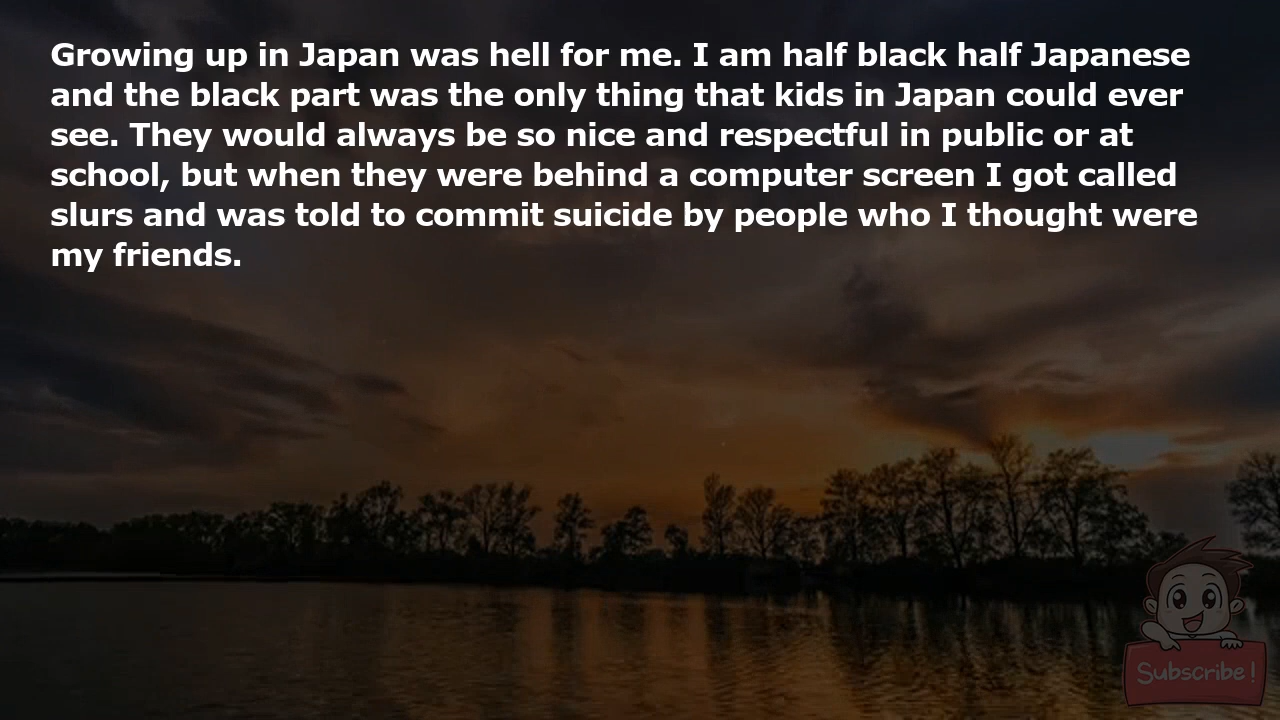 Growing up in Japan was hell for me. I am half black half Japanese
and the black part was the only thing that kids in Japan could ever
see. They would always be so nice and respectful in public or at
school, but when they were behind a computer screen I got called
slurs and was told to commit suicide by people who I thought were
my friends.
Subscribe!